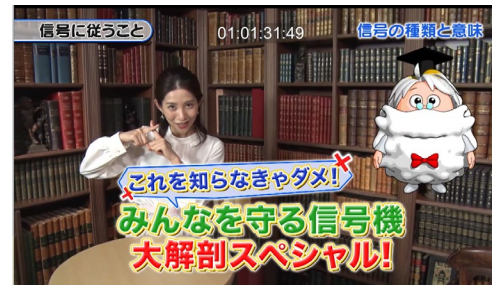 信号に従うこと
01:01:31:49
信号の種類と意味
これを知らなきゃダメ!
みんなを守る信号機
大解剖スペシャル!